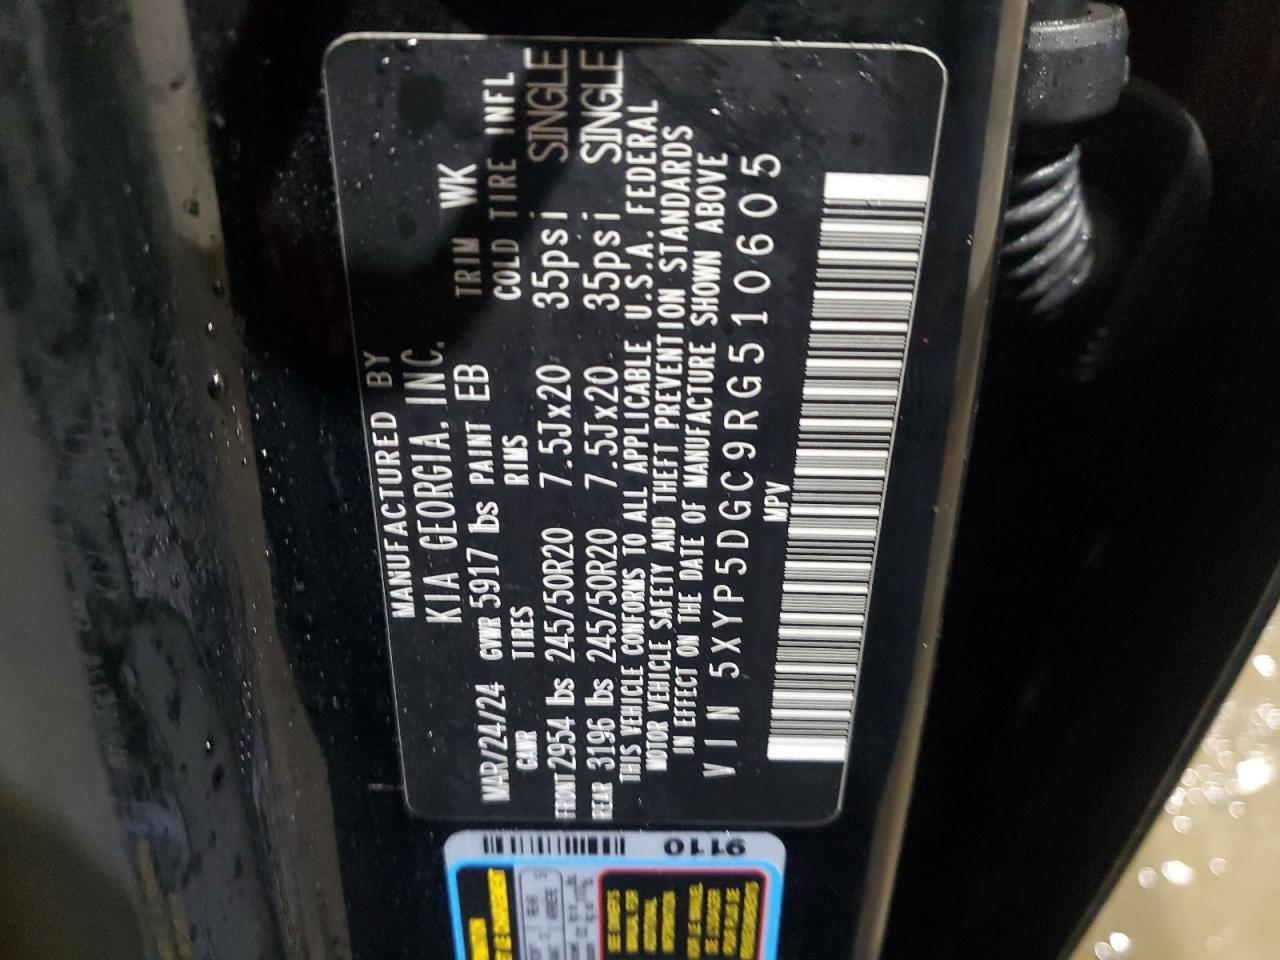 MANUFACTURED BY
KIA GEORGIA, INC.
MAR/24/24 GVWR 5917 lbs PAINT EB TRIM WK
GAWR TIRES RIMS COLD TIRE INFL
FRONT 2954 lbs 245/50R20 7.5Jx20 35psi SINGLE
REAR 3196 lbs 245/50R20 7.5Jx20 35psi SINGLE
THIS VEHICLE CONFORMS TO ALL APPLICABLE U.S.A. FEDERAL
MOTOR VEHICLE SAFETY AND THEFT PREVENTION STANDARDS
IN EFFECT ON THE DATE OF MANUFACTURE SHOWN ABOVE
VIN 5XYP5DGC9RG510605
MPV
9110